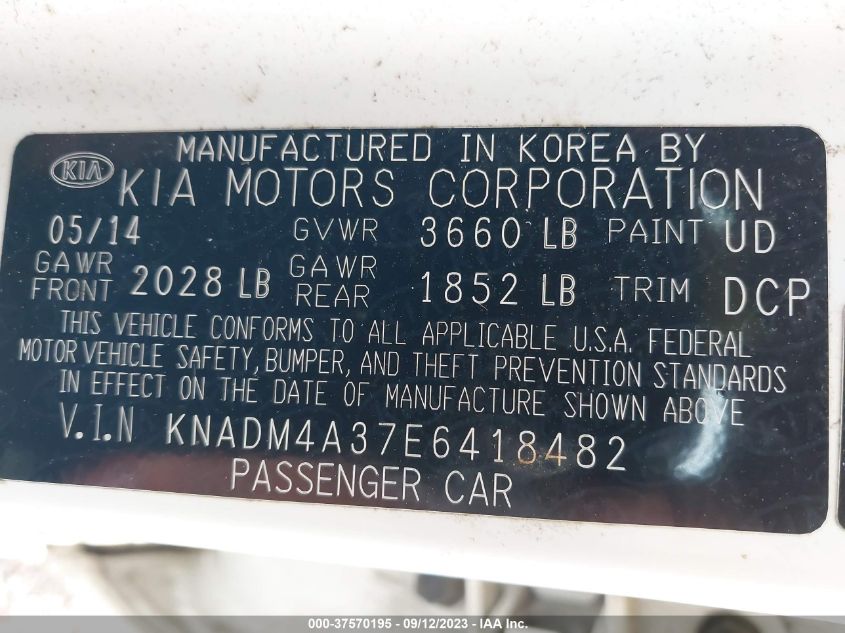 MANUFACTURED IN KOREA BY
KIA KIA MOTORS CORPORATION
05/14 GVWR 3660 LB PAINT UD
GAWR FRONT 2028 LB GAWR REAR 1852 LB TRIM DCP
THIS VEHICLE CONFORMS TO ALL APPLICABLE U.S.A. FEDERAL
MOTOR VEHICLE SAFETY, BUMPER, AND THEFT PREVENTION STANDARDS
IN EFFECT ON THE DATE OF MANUFACTURE SHOWN ABOVE
V.I.N KNADM4A37E6418482
PASSENGER CAR
000-37570195 - 09/12/2023 - IAA Inc.